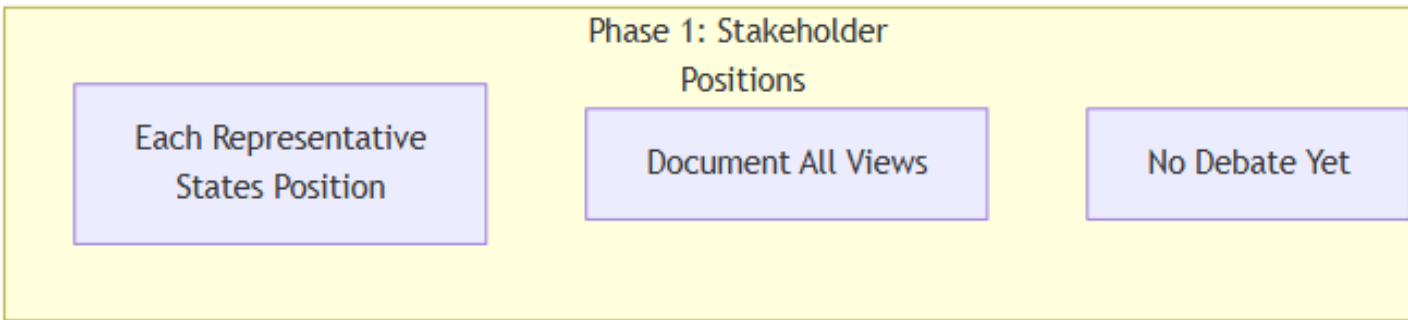 Phase 1: Stakeholder
Positions
Each Representative
States Position
Document All Views
No Debate Yet